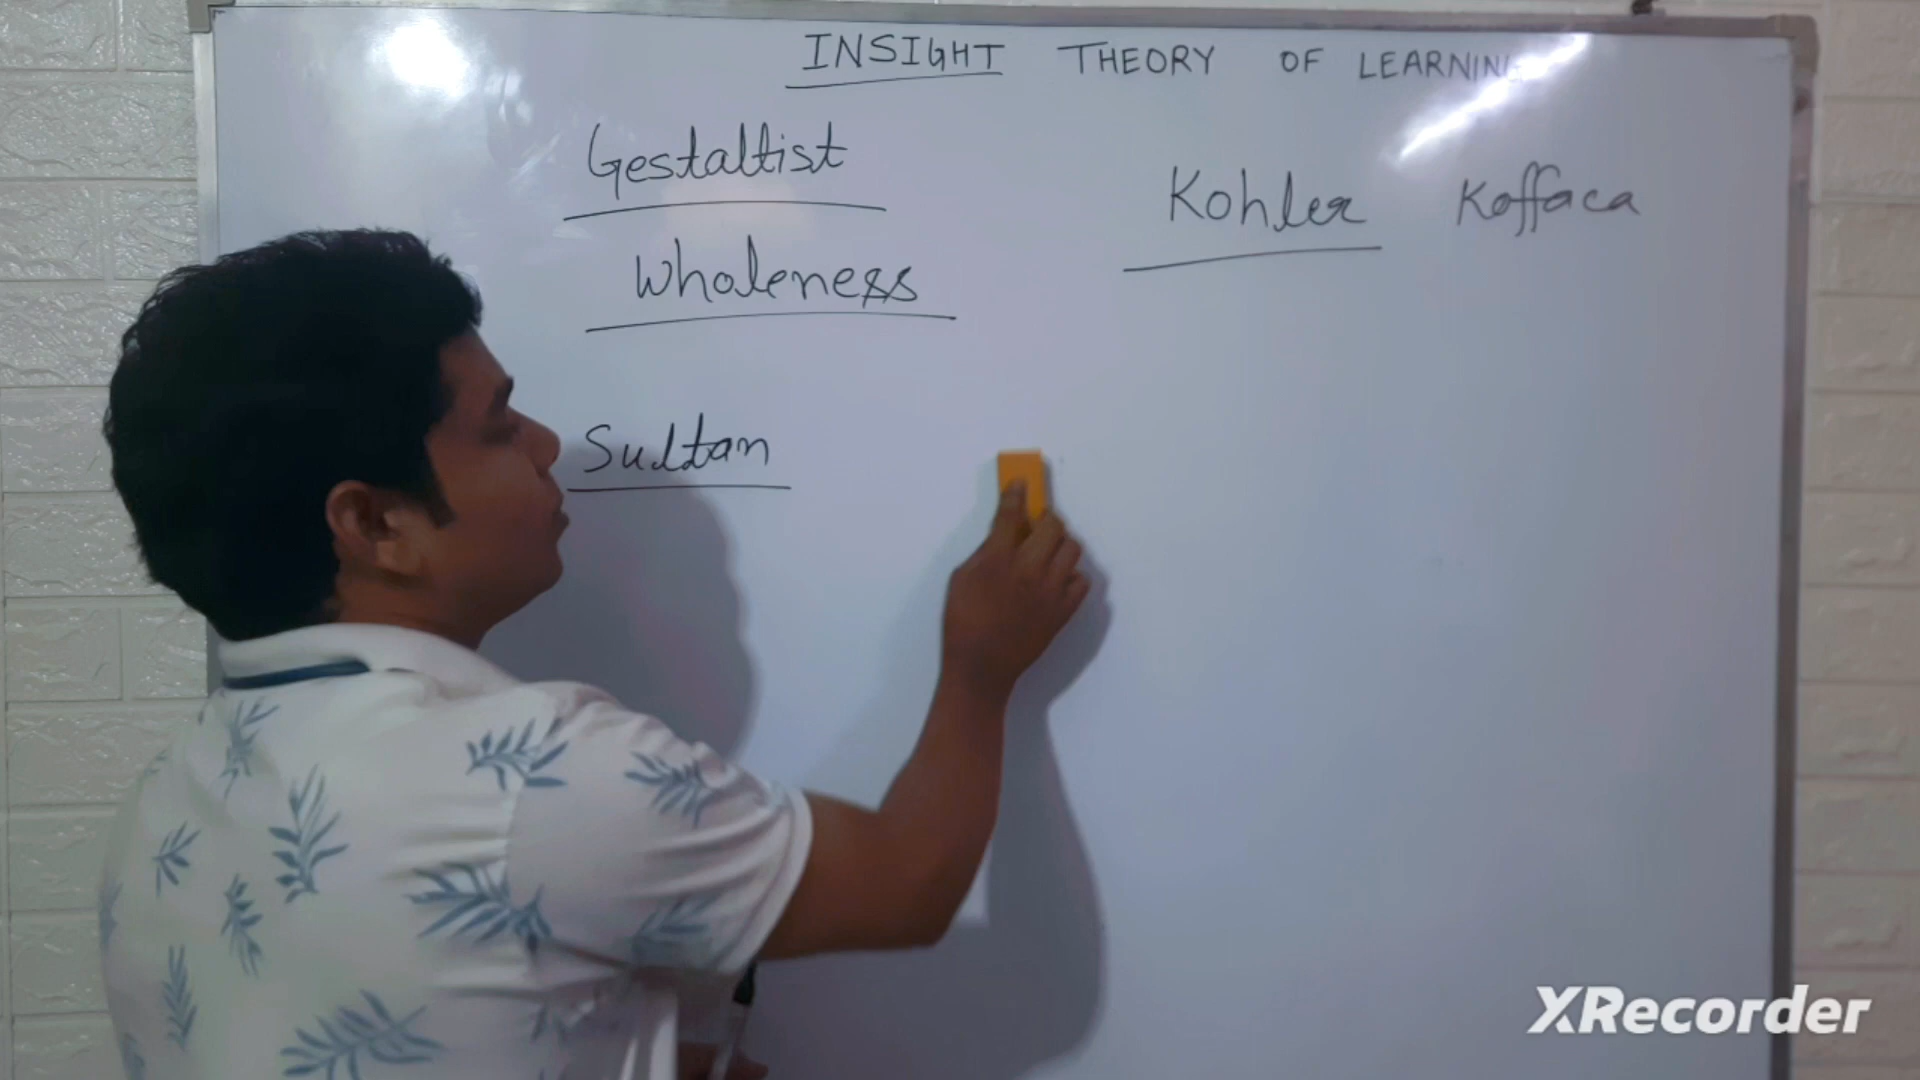 INSIGHT THEORY OF LEARNING
Gestaltist
Kohler Koffaca
Wholeness
Sultan
XRecorder